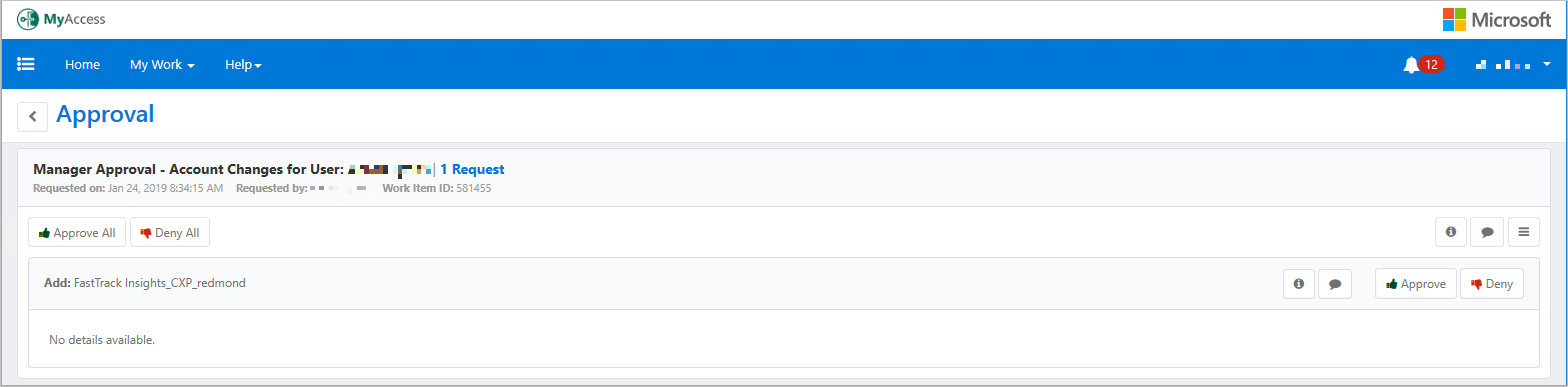 MyAccess
Microsoft
Home My Work Help 12
Approval
Manager Approval - Account Changes for User: | 1 Request
Requested on: Jan 24, 2019 8:34:15 AM Requested by: Work Item ID: 581455
Approve All Deny All
Add: FastTrack Insights_CXP_redmond Approve Deny
No details available.